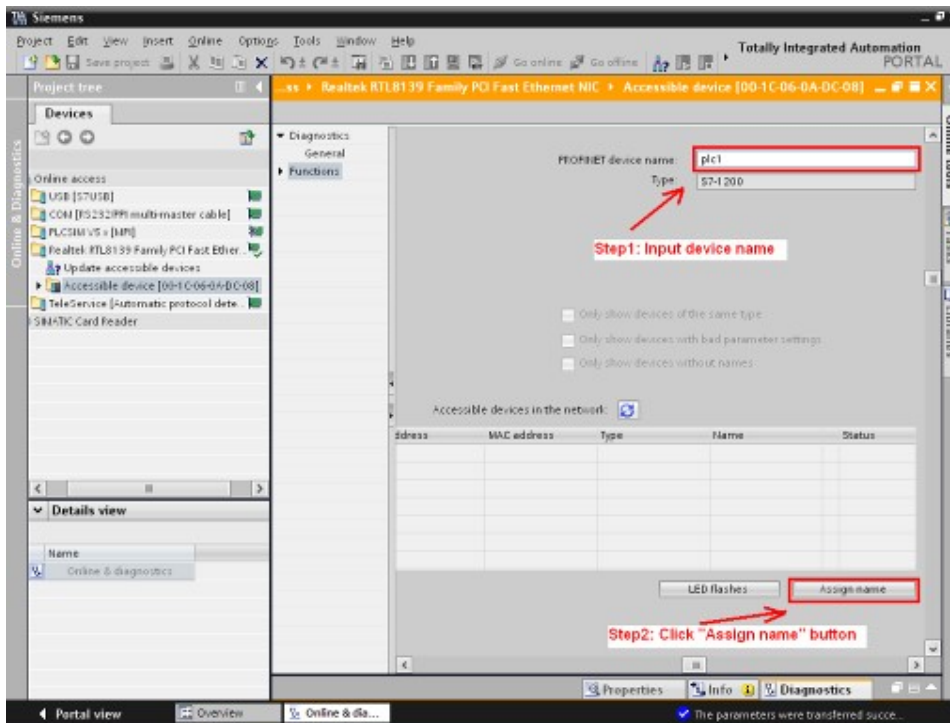 Siemens
Project Edit View Insert Online Options Tools Window Help
Totally Integrated Automation
PORTAL
Save project
Go online
Go offline
Project tree
...ss Realtek RTL8139 Family PCI Fast Ethernet NIC Accessible device [00-1C-06-0A-DC-08]
Devices
Online & Diagnostics
Online access
USB [S7USB]
COM [RS232/PPI multi-master cable]
PLCSIM V5.x [MPI]
Realtek RTL8139 Family PCI Fast Ether..
Update accessible devices
Accessible device [00-1C-06-0A-DC-08]
TeleService [Automatic protocol dete..
SIMATIC Card Reader
Diagnostics
General
Functions
PROFINET device name: plc1
Type: S7-1200
Step1: Input device name
Only show devices of the same type
Only show devices with bad parameter settings
Only show devices without names
Accessible devices in the network:
ddress MAC address Type Name Status
LED flashes
Assign name
Step2: Click "Assign name" button
Details view
Name
Online & diagnostics
Properties
Info
Diagnostics
Portal view
Overview
Online & dia...
The parameters were transferred succe...